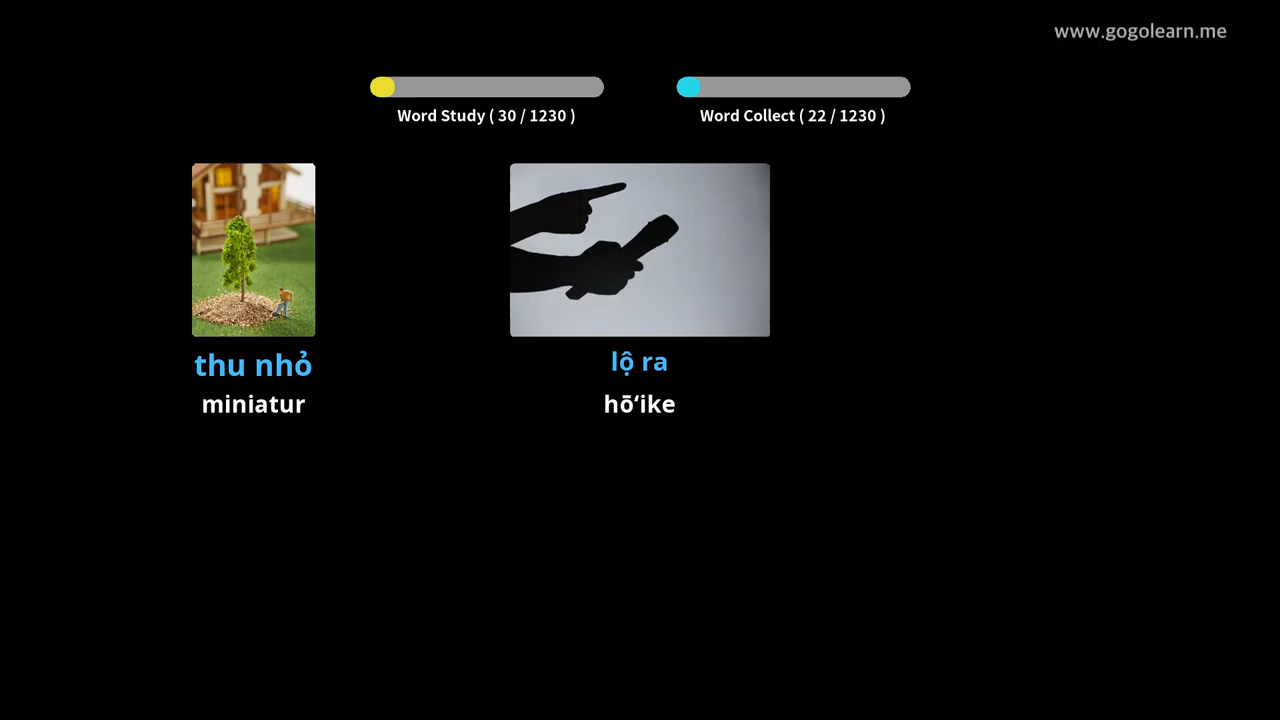 www.gogolearn.me
Word Study ( 30 / 1230 )
Word Collect ( 22 / 1230 )
thu nhỏ
miniatur
lộ ra
hōʻike